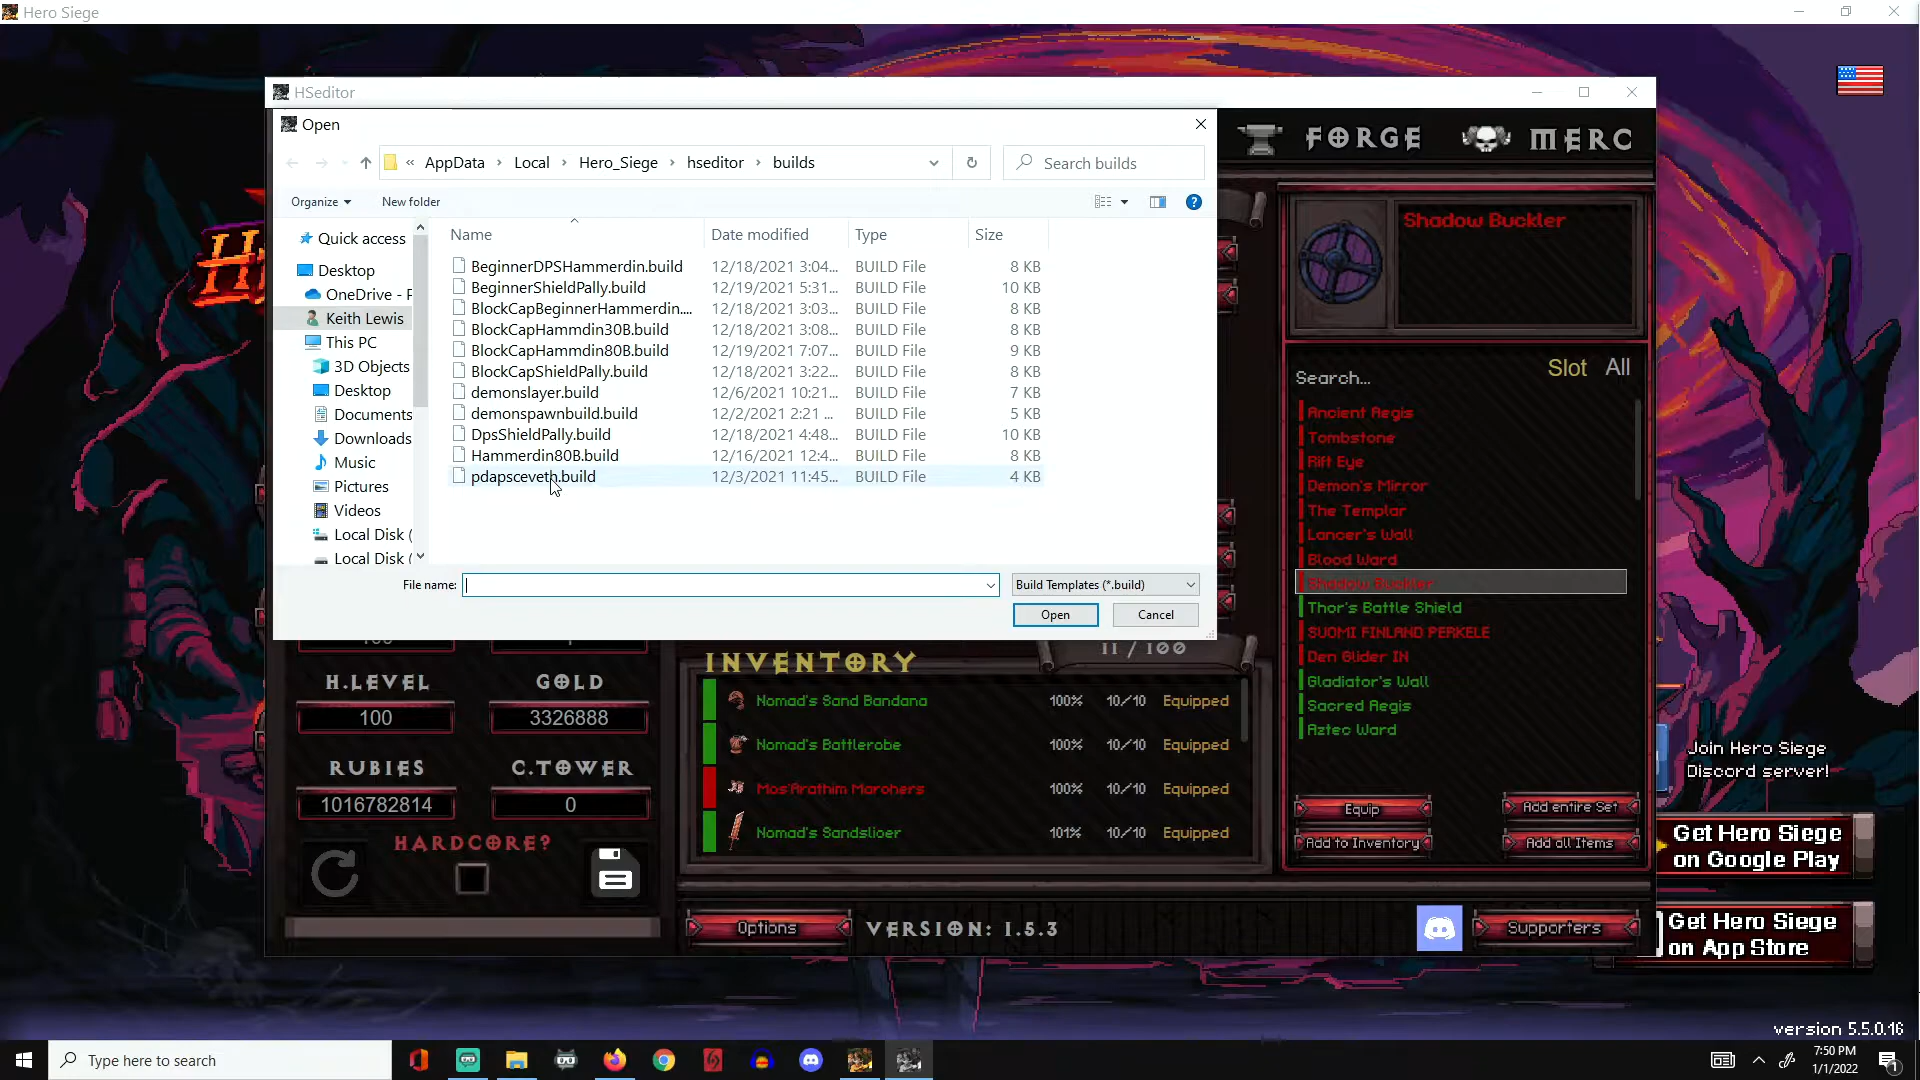 Hero Siege
HSeditor
Open
« AppData › Local › Hero_Siege › hseditor › builds
Search builds
FORGE
MERC
Organize
New folder
Name
Date modified
Type
Size
Quick access
Desktop
OneDrive - P
Keith Lewis
This PC
3D Objects
Desktop
Documents
Downloads
Music
Pictures
Videos
Local Disk (
Local Disk (
BeginnerDPSHammerdin.build 12/18/2021 3:04... BUILD File 8 KB
BeginnerShieldPally.build 12/19/2021 5:31... BUILD File 10 KB
BlockCapBeginnerHammerdin.... 12/18/2021 3:03... BUILD File 8 KB
BlockCapHammdin30B.build 12/18/2021 3:08... BUILD File 8 KB
BlockCapHammdin80B.build 12/19/2021 7:07... BUILD File 9 KB
BlockCapShieldPally.build 12/18/2021 3:22... BUILD File 8 KB
demonslayer.build 12/6/2021 10:21... BUILD File 7 KB
demonspawnbuild.build 12/2/2021 2:21 ... BUILD File 5 KB
DpsShieldPally.build 12/18/2021 4:48... BUILD File 10 KB
Hammerdin80B.build 12/16/2021 12:4... BUILD File 8 KB
pdapsceveth.build 12/3/2021 11:45... BUILD File 4 KB
File name:
Build Templates (*.build)
Open
Cancel
Shadow Buckler
Search...
Slot
All
Ancient Aegis
Tombstone
Rift Eye
Demon's Mirror
The Templar
Lancer's Wall
Blood Ward
Shadow Buckler
Thor's Battle Shield
SUOMI FINLAND PERKELE
Den Glider IN
Gladiator's Wall
Sacred Aegis
Aztec Ward
Equip
Add entire Set
Add to Inventory
Add all Items
H.LEVEL
100
GOLD
3326888
RUBIES
1016782814
C.TOWER
0
HARDCORE?
INVENTORY
11 / 100
Nomad's Sand Bandana 100% 10/10 Equipped
Nomad's Battlerobe 100% 10/10 Equipped
Mos'Arathim Marchers 100% 10/10 Equipped
Nomad's Sandslicer 101% 10/10 Equipped
Options
VERSION: 1.5.3
Supporters
Join Hero Siege
Discord server!
Get Hero Siege
on Google Play
Get Hero Siege
on App Store
version 5.5.0.16
Type here to search
7:50 PM
1/1/2022
1